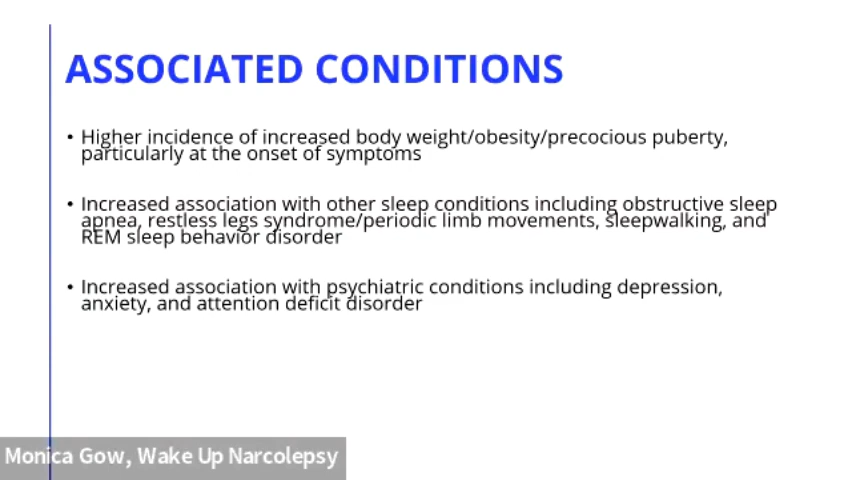 ASSOCIATED CONDITIONS
• Higher incidence of increased body weight/obesity/precocious puberty,
particularly at the onset of symptoms
• Increased association with other sleep conditions including obstructive sleep
apnea, restless legs syndrome/periodic limb movements, sleepwalking, and
REM sleep behavior disorder
• Increased association with psychiatric conditions including depression,
anxiety, and attention deficit disorder
Monica Gow, Wake Up Narcolepsy